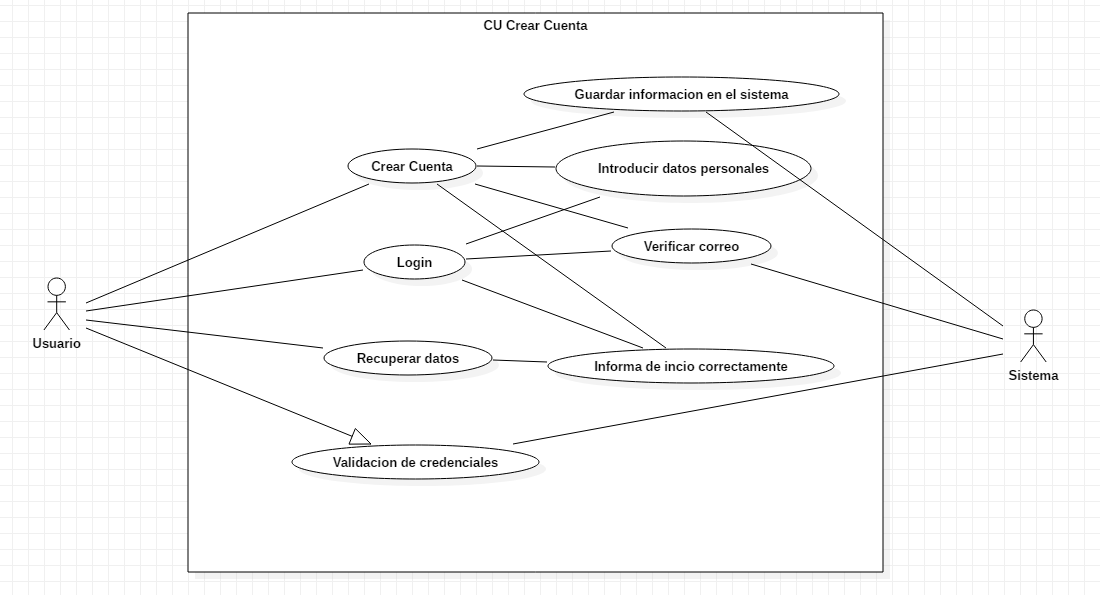 CU Crear Cuenta
Guardar informacion en el sistema
Crear Cuenta
Introducir datos personales
Verificar correo
Login
Usuario
Recuperar datos
Informa de incio correctamente
Sistema
Validacion de credenciales